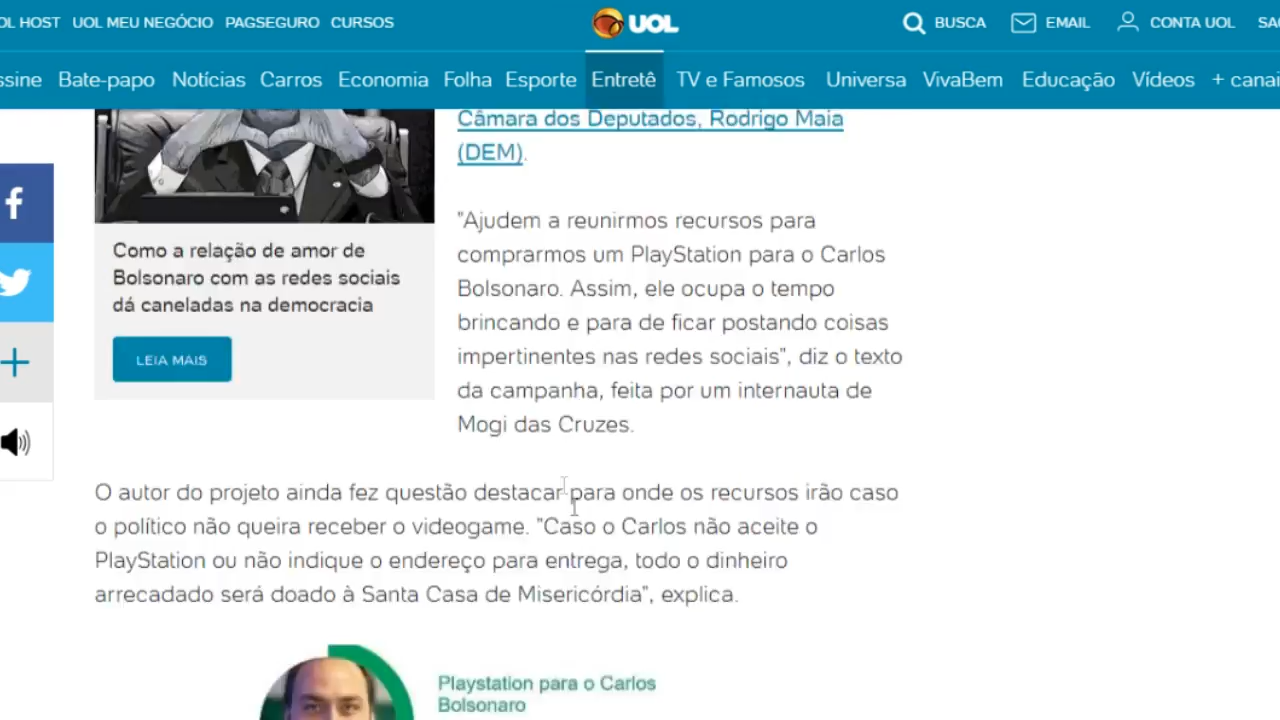 OL HOST UOL MEU NEGÓCIO PAGSEGURO CURSOS UOL BUSCA EMAIL CONTA UOL SA
ssine Bate-papo Notícias Carros Economia Folha Esporte Entretê TV e Famosos Universa VivaBem Educação Vídeos + canai
Câmara dos Deputados, Rodrigo Maia
(DEM).
"Ajudem a reunirmos recursos para
comprarmos um PlayStation para o Carlos
Bolsonaro. Assim, ele ocupa o tempo
brincando e para de ficar postando coisas
impertinentes nas redes sociais", diz o texto
da campanha, feita por um internauta de
Mogi das Cruzes.
Como a relação de amor de
Bolsonaro com as redes sociais
dá caneladas na democracia
LEIA MAIS
O autor do projeto ainda fez questão destacar para onde os recursos irão caso
o político não queira receber o videogame. "Caso o Carlos não aceite o
PlayStation ou não indique o endereço para entrega, todo o dinheiro
arrecadado será doado à Santa Casa de Misericórdia", explica.
Playstation para o Carlos
Bolsonaro